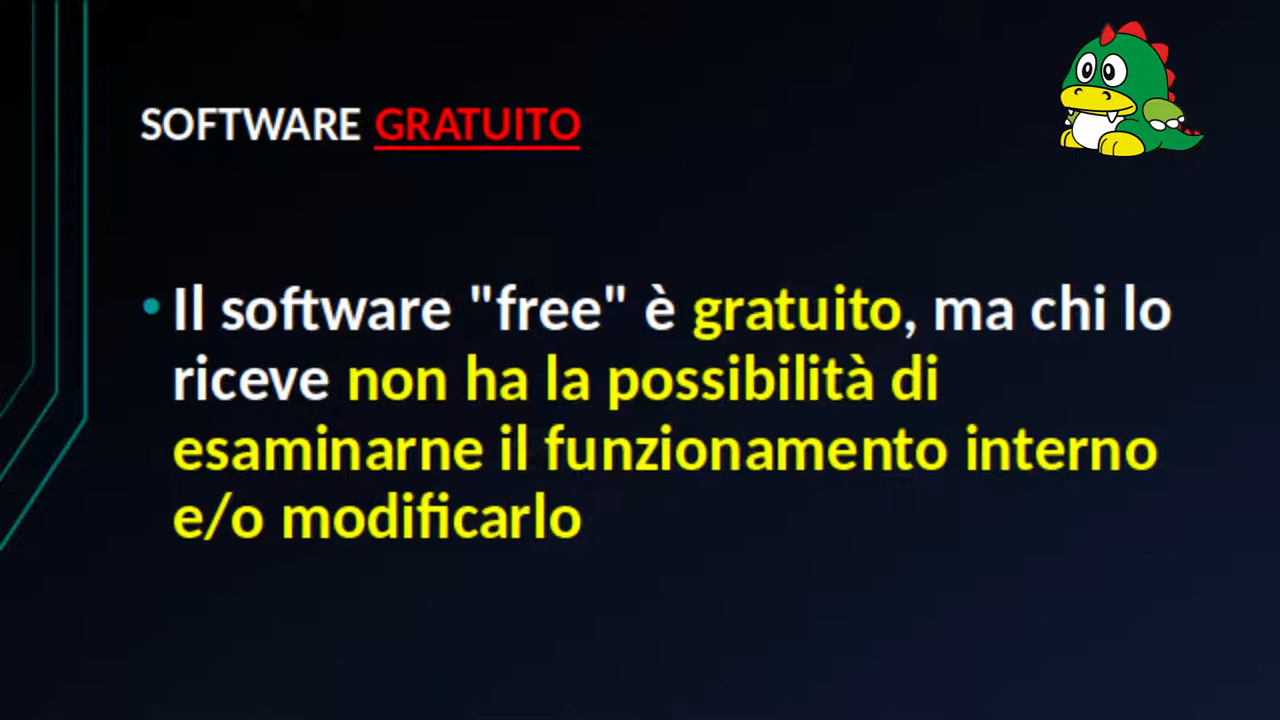 SOFTWARE GRATUITO
• Il software "free" è gratuito, ma chi lo
riceve non ha la possibilità di
esaminarne il funzionamento interno
e/o modificarlo